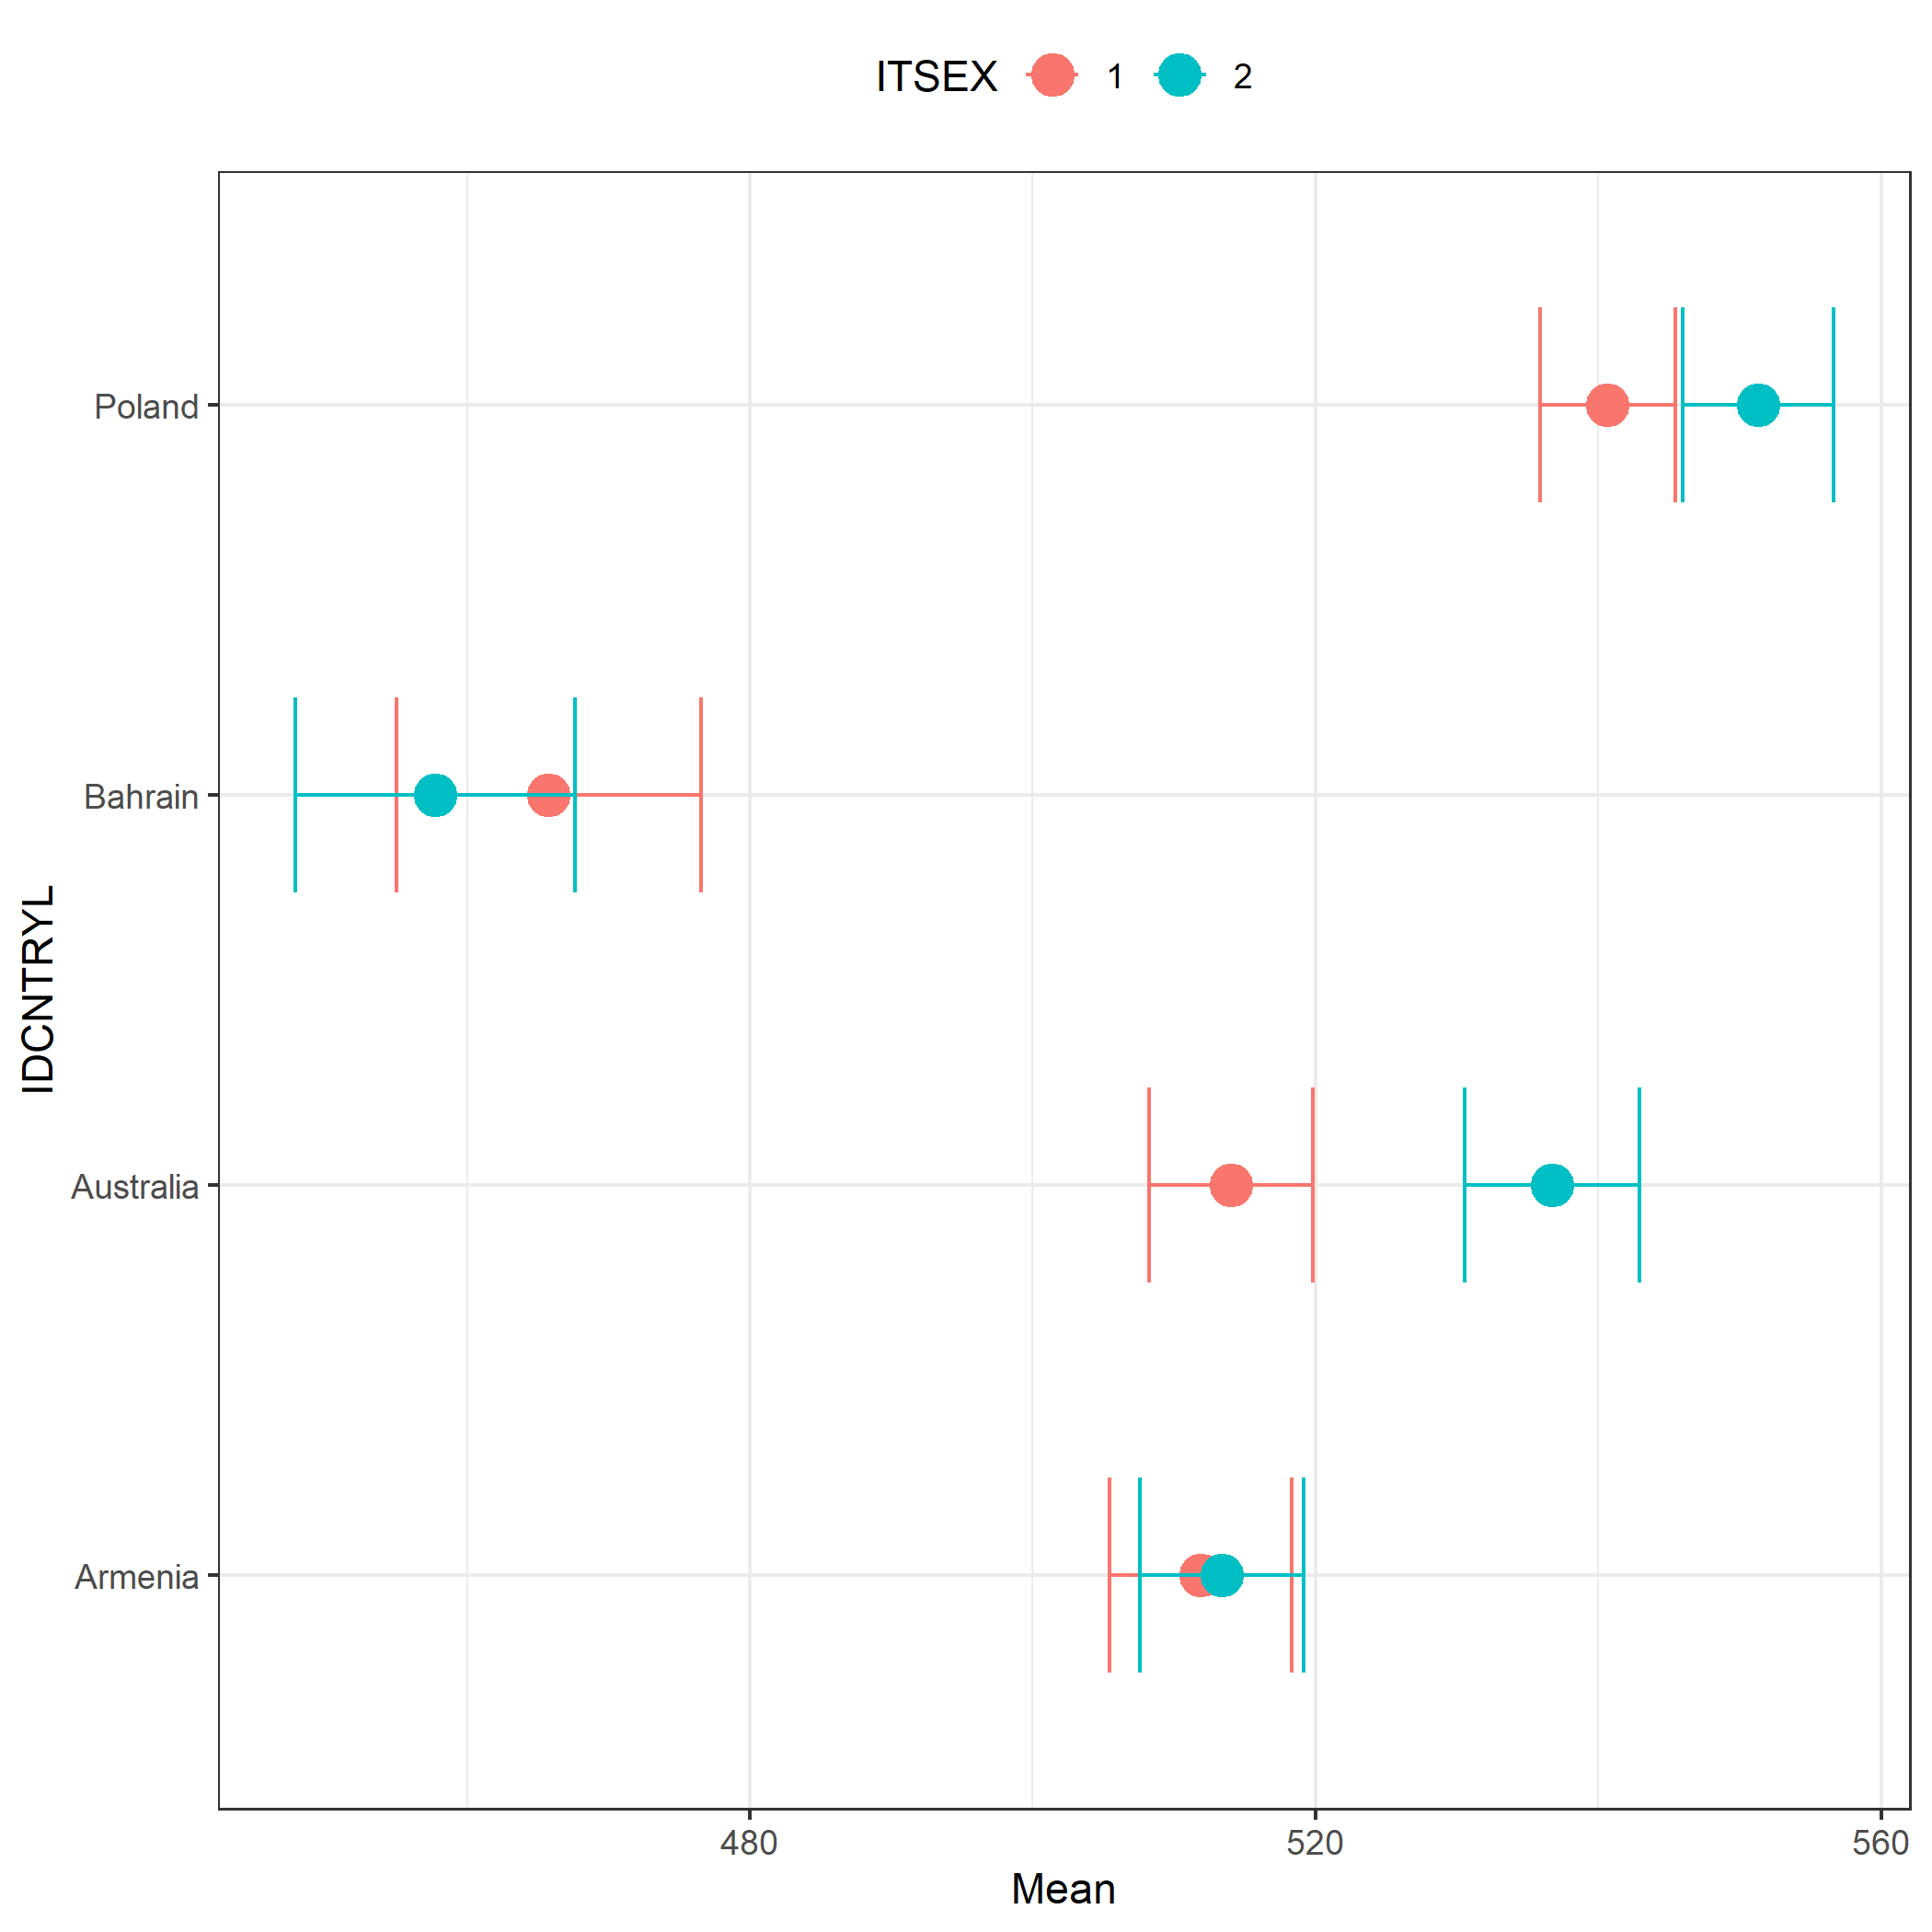 ITSEX 1 2
Poland
Bahrain
Australia
Armenia
IDCNTRYL
480 520 560
Mean